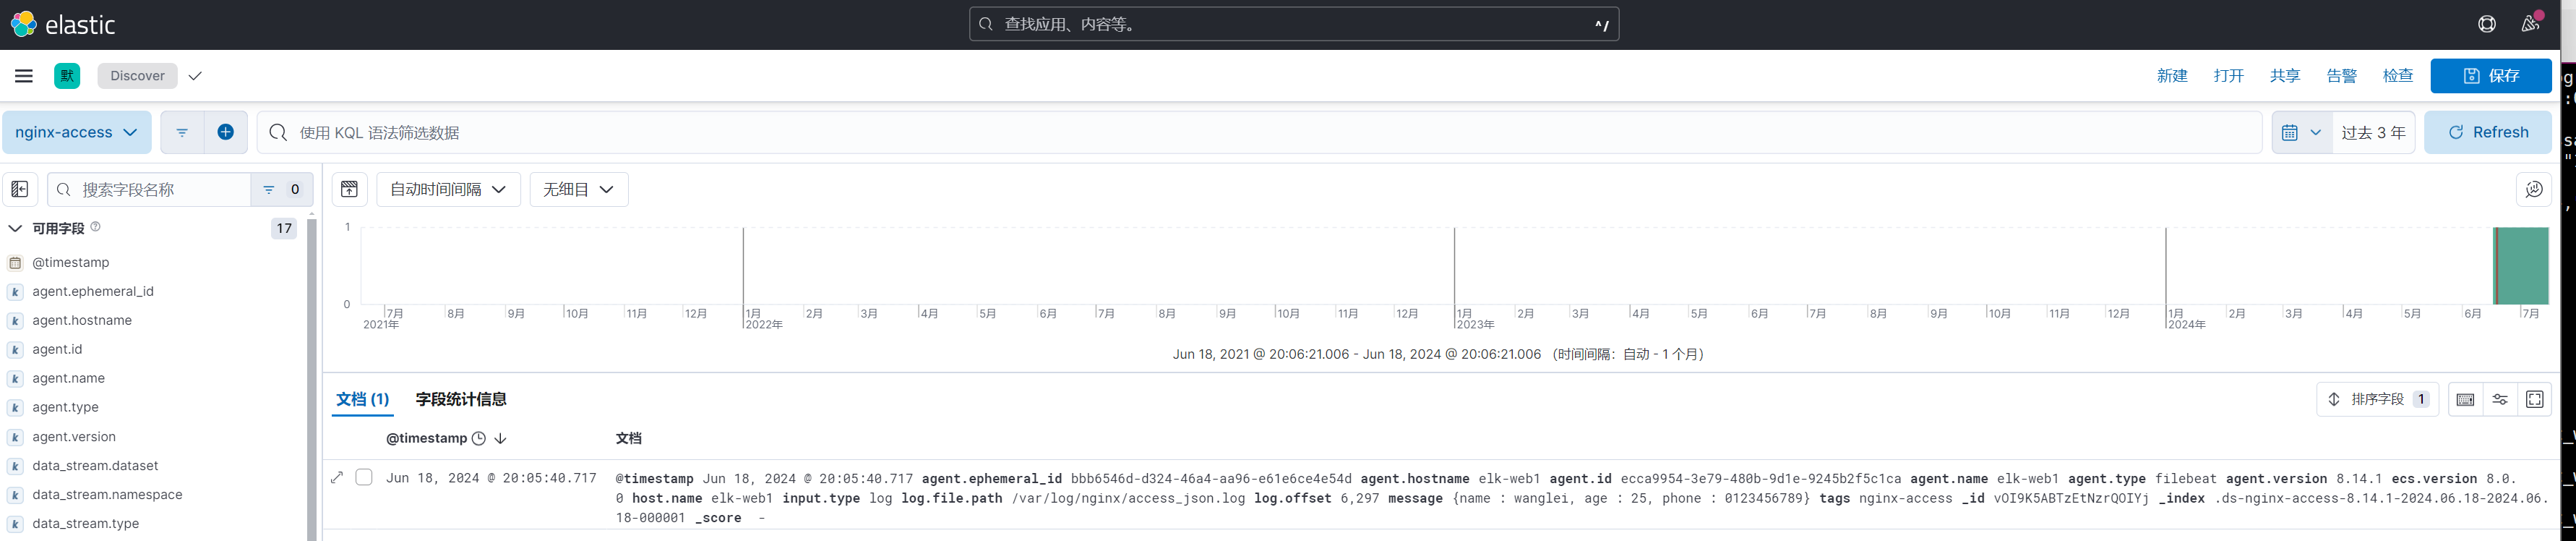 elastic
查找应用、内容等。 ^/
默 Discover 新建 打开 共享 告警 检查 保存
nginx-access 使用 KQL 语法筛选数据 过去 3 年 Refresh
搜索字段名称 0 自动时间间隔 无细目
可用字段 17
@timestamp
agent.ephemeral_id
agent.hostname
agent.id
agent.name
agent.type
agent.version
data_stream.dataset
data_stream.namespace
data_stream.type
1
0
7月 8月 9月 10月 11月 12月 1月 2月 3月 4月 5月 6月 7月 8月 9月 10月 11月 12月 1月 2月 3月 4月 5月 6月 7月 8月 9月 10月 11月 12月 1月 2月 3月 4月 5月 6月 7月
2021年 2022年 2023年 2024年
Jun 18, 2021 @ 20:06:21.006 - Jun 18, 2024 @ 20:06:21.006 （时间间隔：自动 - 1 个月）
文档 (1) 字段统计信息 排序字段 1
@timestamp 文档
Jun 18, 2024 @ 20:05:40.717 @timestamp Jun 18, 2024 @ 20:05:40.717 agent.ephemeral_id bbb6546d-d324-46a4-aa96-e61e6ce4e54d agent.hostname elk-web1 agent.id ecca9954-3e79-480b-9d1e-9245b2f5c1ca agent.name elk-web1 agent.type filebeat agent.version 8.14.1 ecs.version 8.0.
0 host.name elk-web1 input.type log log.file.path /var/log/nginx/access_json.log log.offset 6,297 message {name : wanglei, age : 25, phone : 0123456789} tags nginx-access _id vOI9K5ABTzEtNzrQOIYj _index .ds-nginx-access-8.14.1-2024.06.18-2024.06.
18-000001 _score -